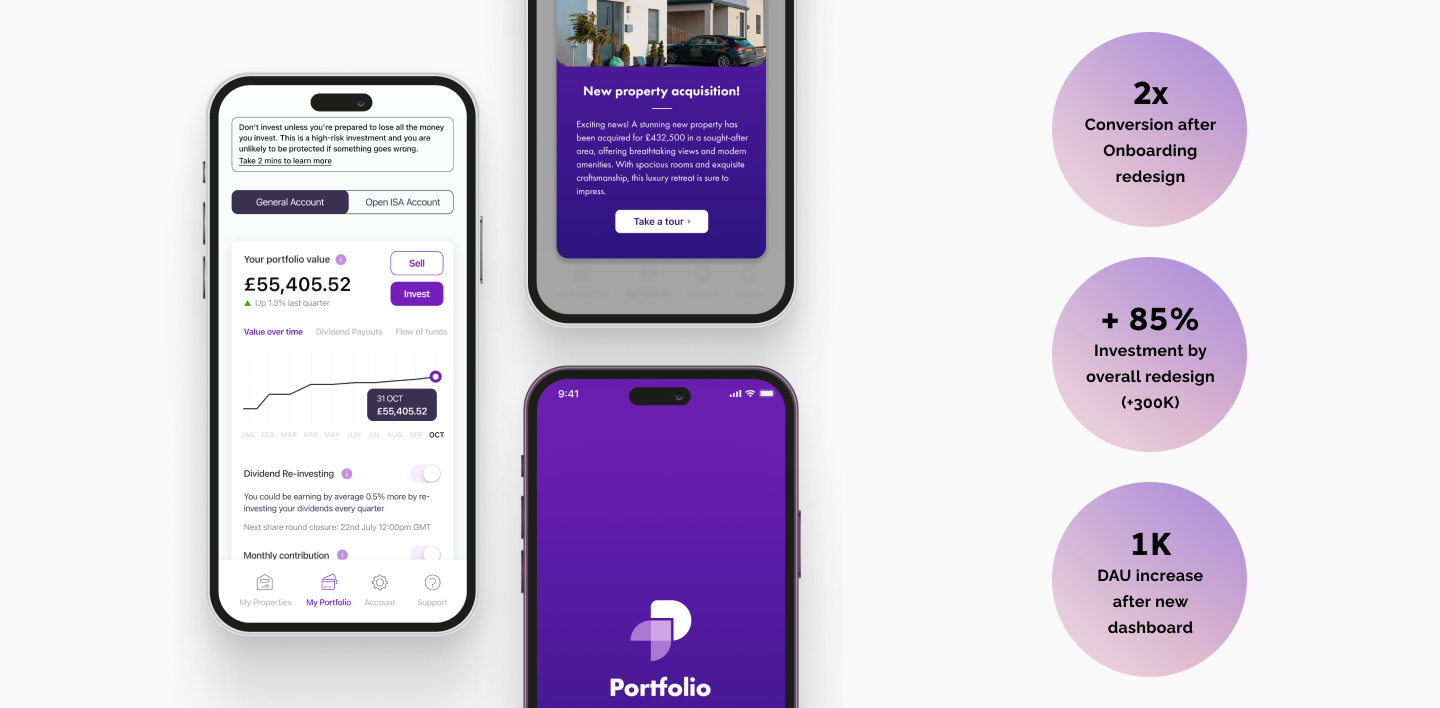 Don't invest unless you're prepared to lose all the money
you invest. This is a high-risk investment and you are
unlikely to be protected if something goes wrong.
Take 2 mins to learn more
General Account
Open ISA Account
Your portfolio value
Sell
£55,405.52
Up 1.3% last quarter
Invest
Value over time
Dividend Payouts
Flow of funds
31 OCT
£55,405.52
JAN FEB MAR APR MAY JUN JUL AUG SEP OCT
Dividend Re-investing
You could be earning by average 0.5% more by re-
investing your dividends every quarter
Next share round closure: 22nd July 12:00pm GMT
Monthly contribution
My Properties
My Portfolio
Account
Support
New property acquisition!
Exciting news! A stunning new property has
been acquired for £432,500 in a sought-after
area, offering breathtaking views and modern
amenities. With spacious rooms and exquisite
craftsmanship, this luxury retreat is sure to
impress.
Take a tour ›
9:41
Portfolio
2x
Conversion after
Onboarding
redesign
+ 85%
Investment by
overall redesign
(+300K)
1K
DAU increase
after new
dashboard